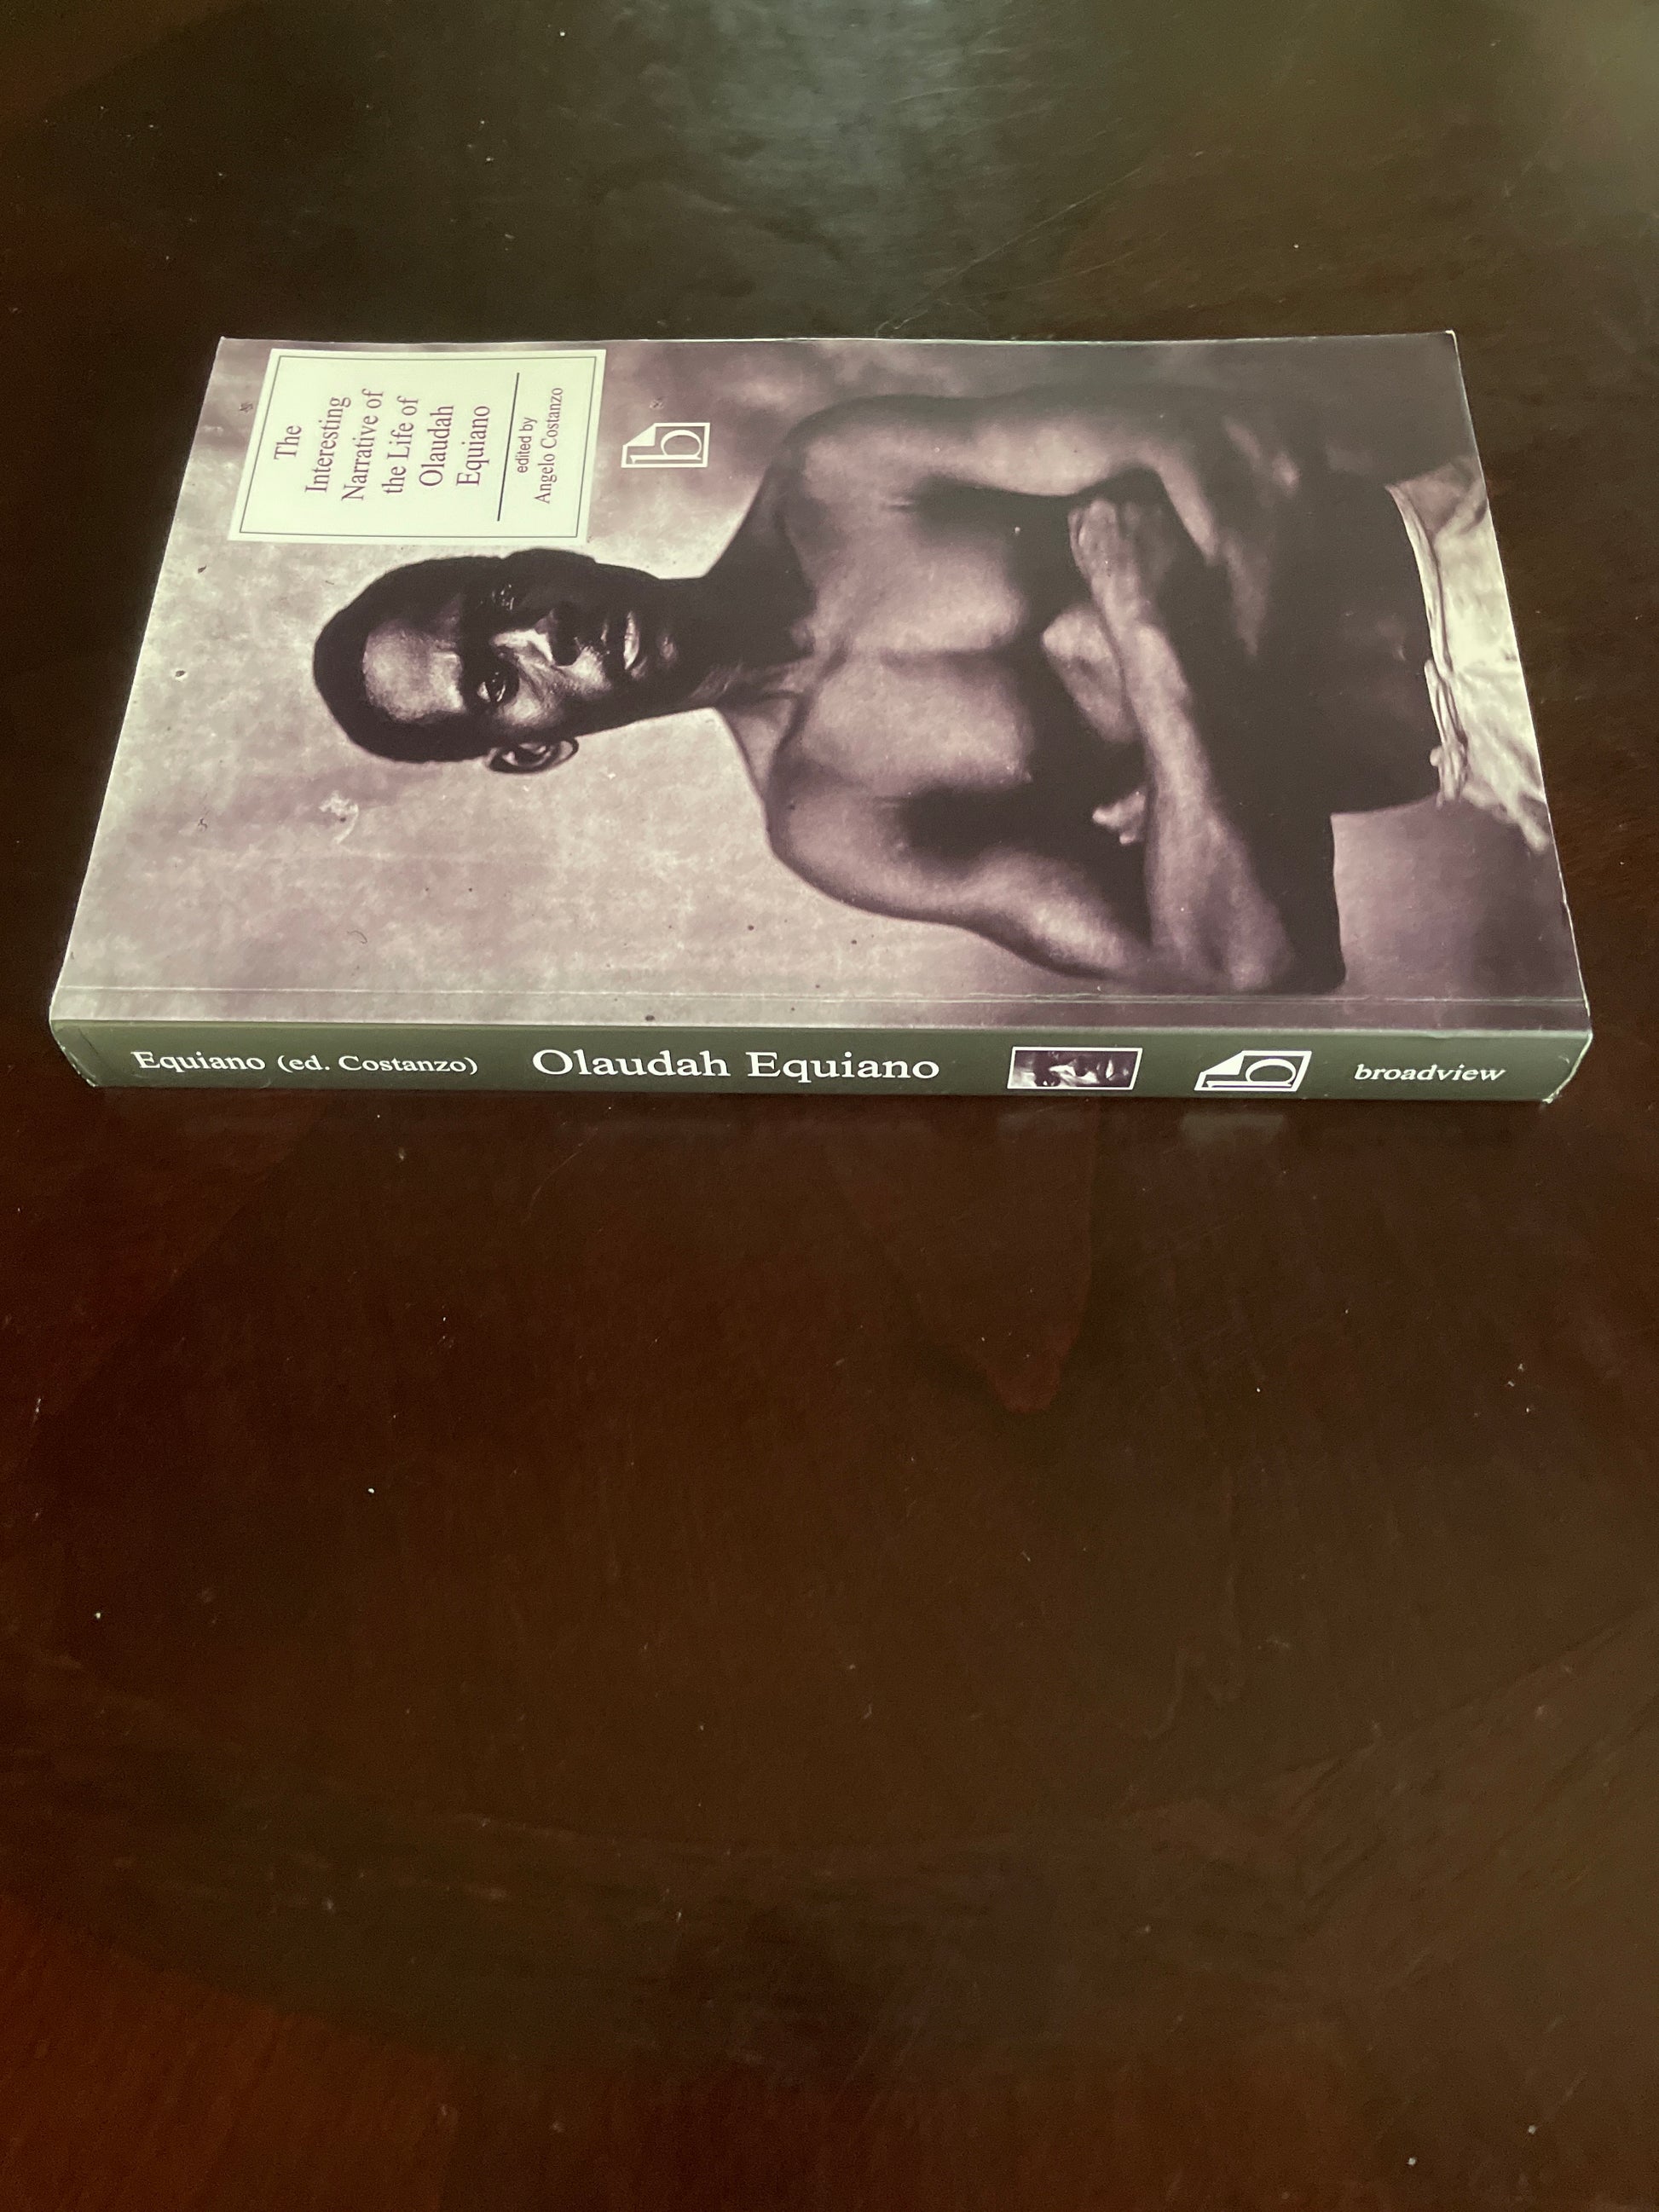 The
Interesting
Narrative of
the Life of
Olaudah
Equiano
edited by
Angelo Costanzo
b
Equiano (ed. Costanzo) Olaudah Equiano b broadview